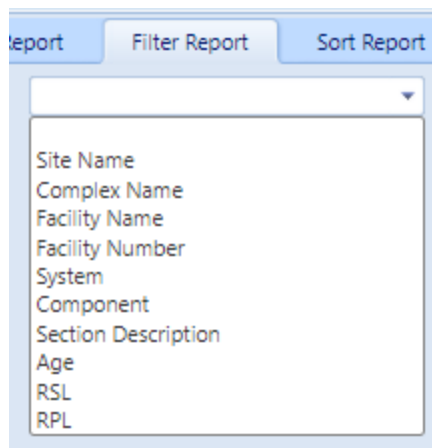 Report Filter Report Sort Report
Site Name
Complex Name
Facility Name
Facility Number
System
Component
Section Description
Age
RSL
RPL